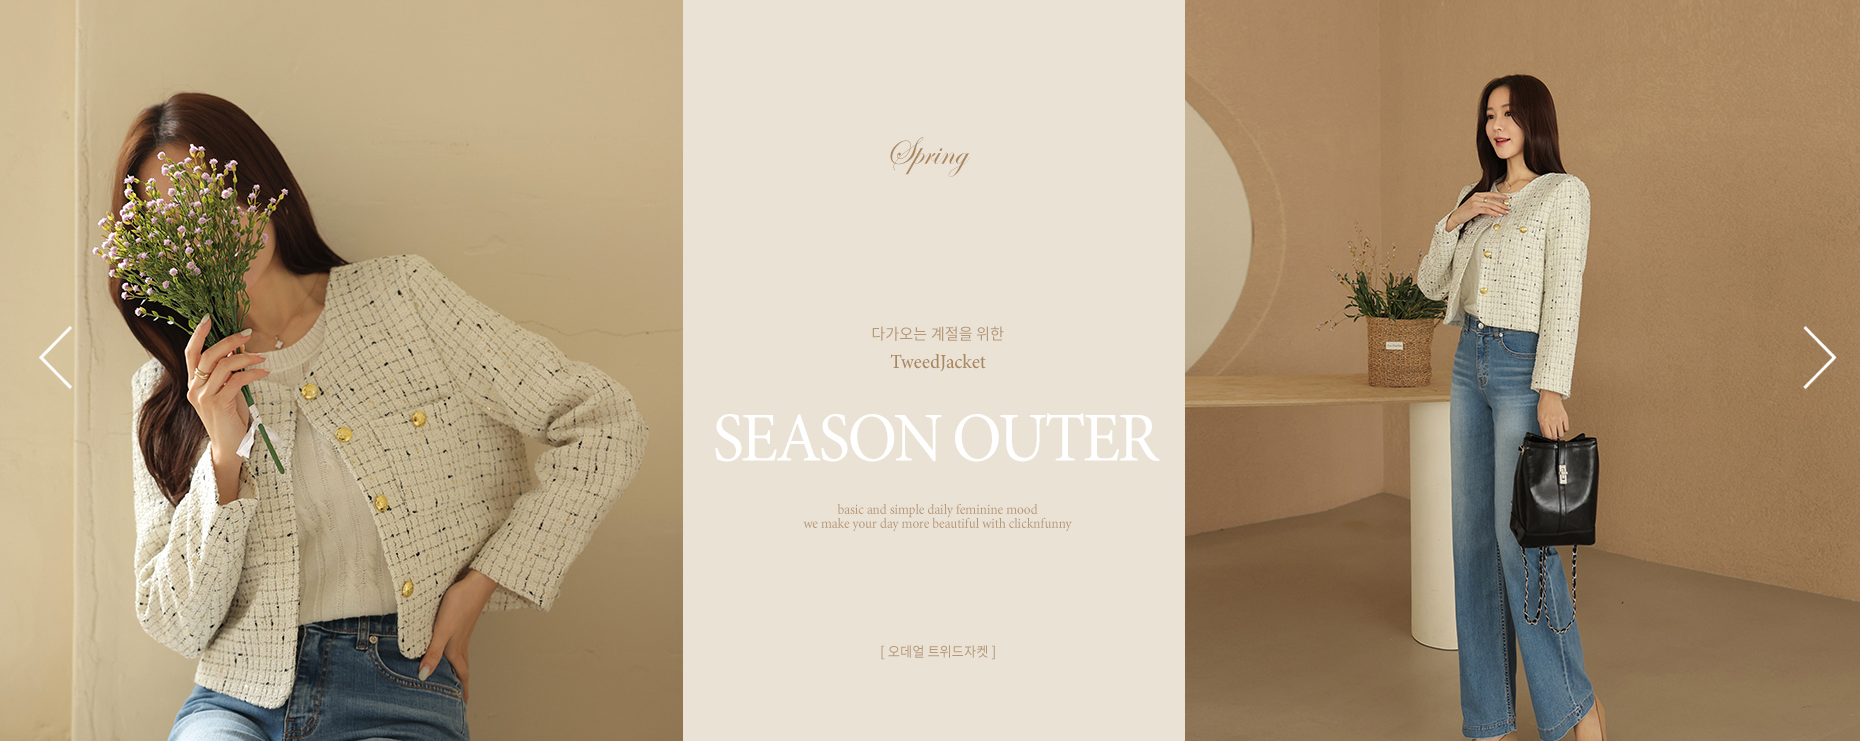 Spring
다가오는 계절을 위한
TweedJacket
SEASON OUTER
basic and simple daily feminine mood
we make your day more beautiful with clicknfunny
[ 오데얼 트위드자켓 ]